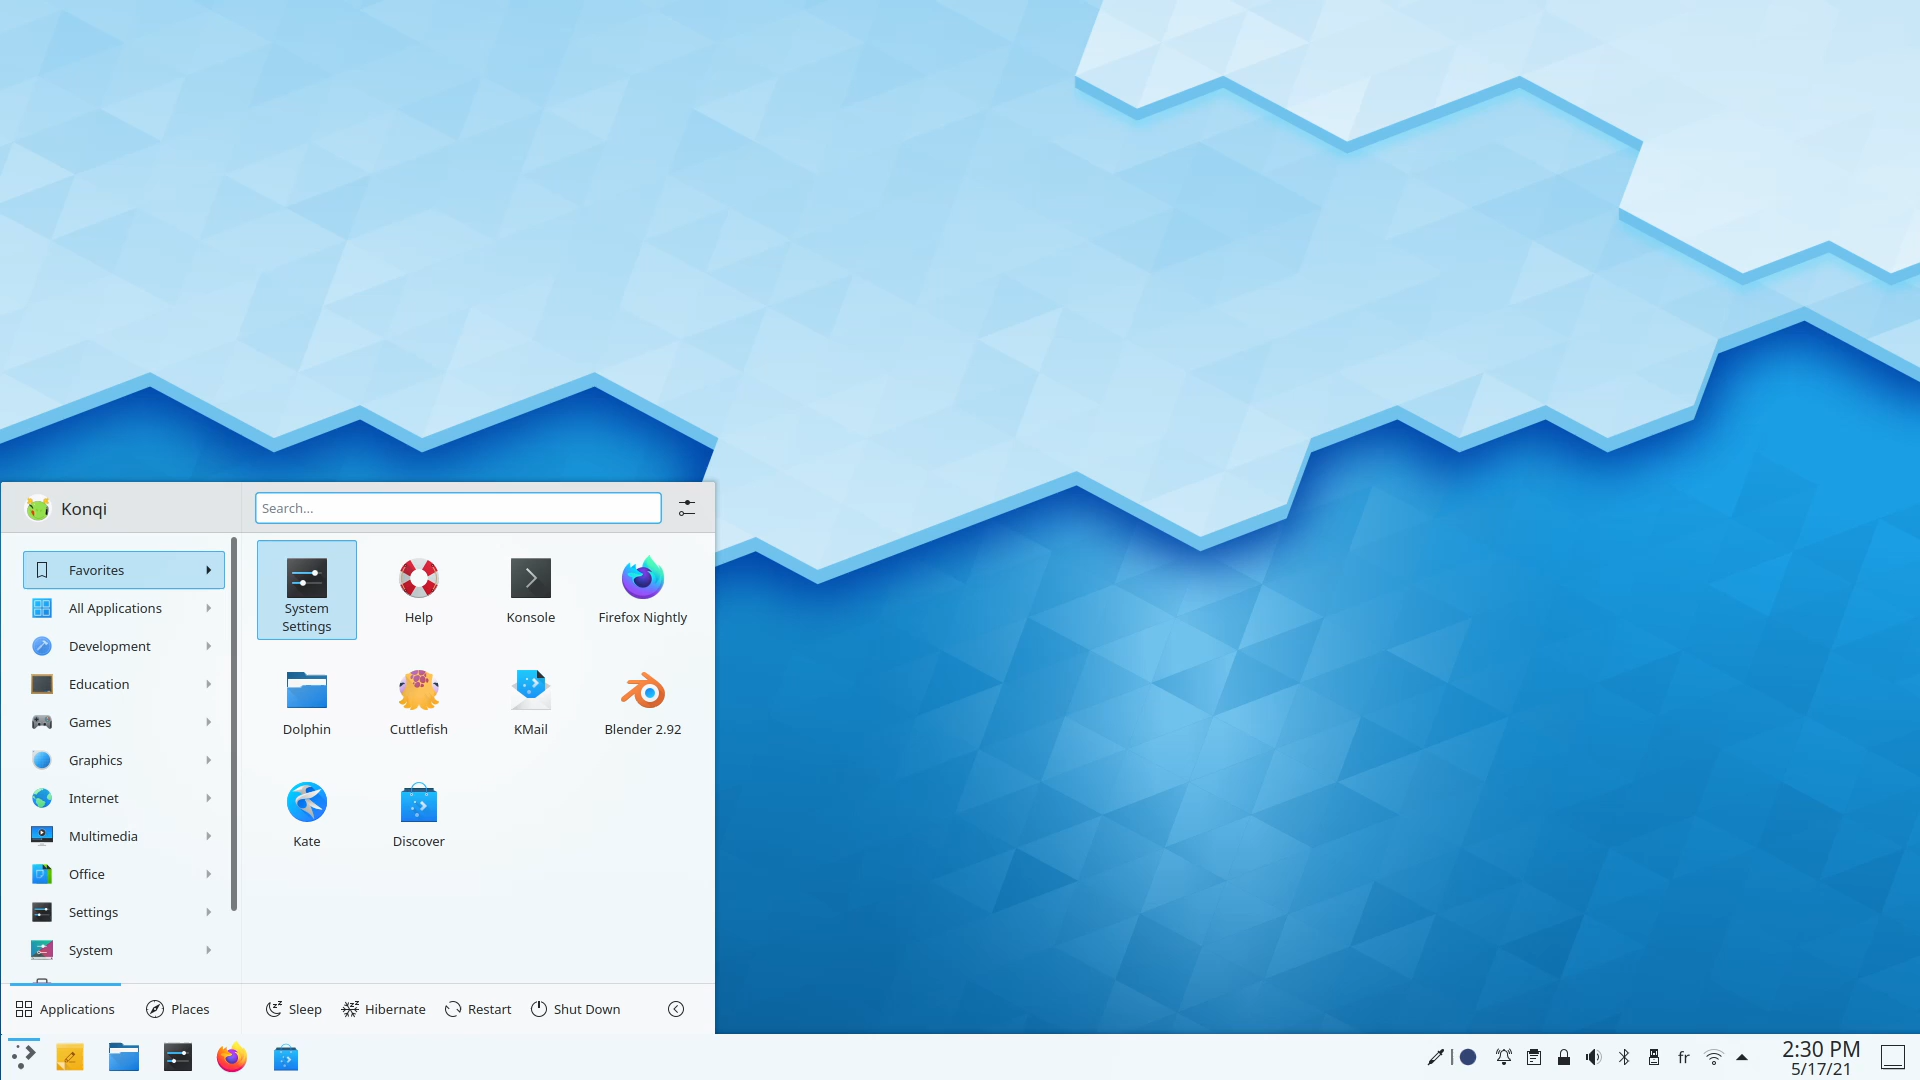 Konqi
Search...
Favorites
All Applications
Development
Education
Games
Graphics
Internet
Multimedia
Office
Settings
System
System
Settings
Help
Konsole
Firefox Nightly
Dolphin
Cuttlefish
KMail
Blender 2.92
Kate
Discover
Applications
Places
Sleep
Hibernate
Restart
Shut Down
fr
2:30 PM
5/17/21